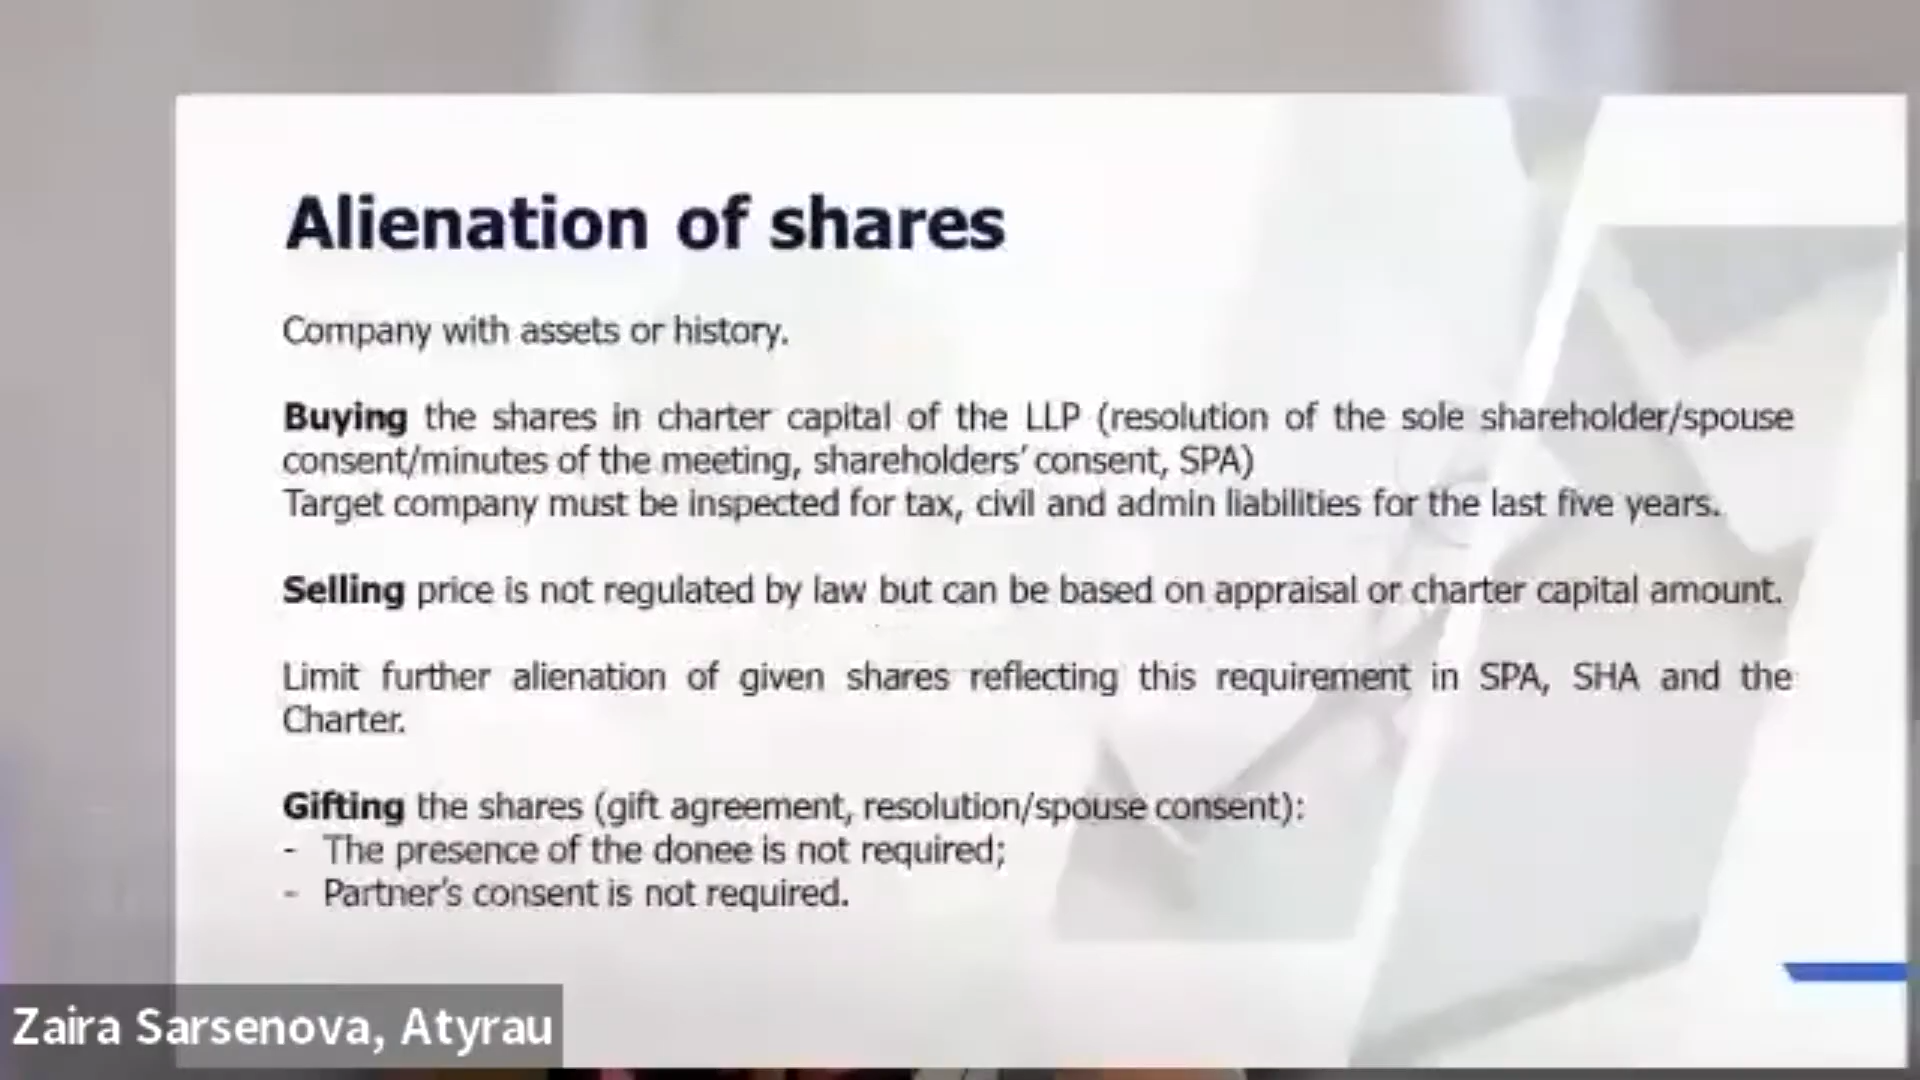 Alienation of shares
Company with assets or history.
Buying the shares in charter capital of the LLP (resolution of the sole shareholder/spouse
consent/minutes of the meeting, shareholders’ consent, SPA)
Target company must be inspected for tax, civil and admin liabilities for the last five years.
Selling price is not regulated by law but can be based on appraisal or charter capital amount.
Limit further alienation of given shares reflecting this requirement in SPA, SHA and the
Charter.
Gifting the shares (gift agreement, resolution/spouse consent):
- The presence of the donee is not required;
- Partner’s consent is not required.
Zaira Sarsenova, Atyrau